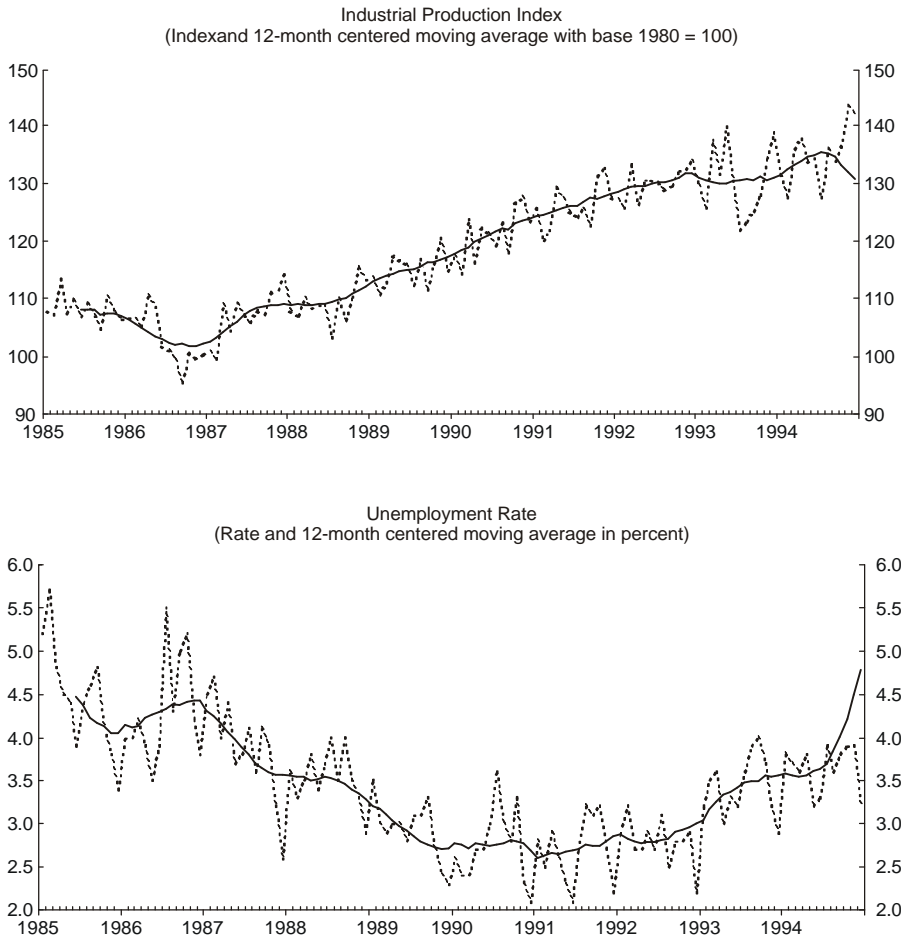 Industrial Production Index
(Indexand 12-month centered moving average with base 1980 = 100)
150 150
140 140
130 130
120 120
110 110
100 100
90 90
1985 1986 1987 1988 1989 1990 1991 1992 1993 1994
Unemployment Rate
(Rate and 12-month centered moving average in percent)
6.0 6.0
5.5 5.5
5.0 5.0
4.5 4.5
4.0 4.0
3.5 3.5
3.0 3.0
2.5 2.5
2.0 2.0
1985 1986 1987 1988 1989 1990 1991 1992 1993 1994